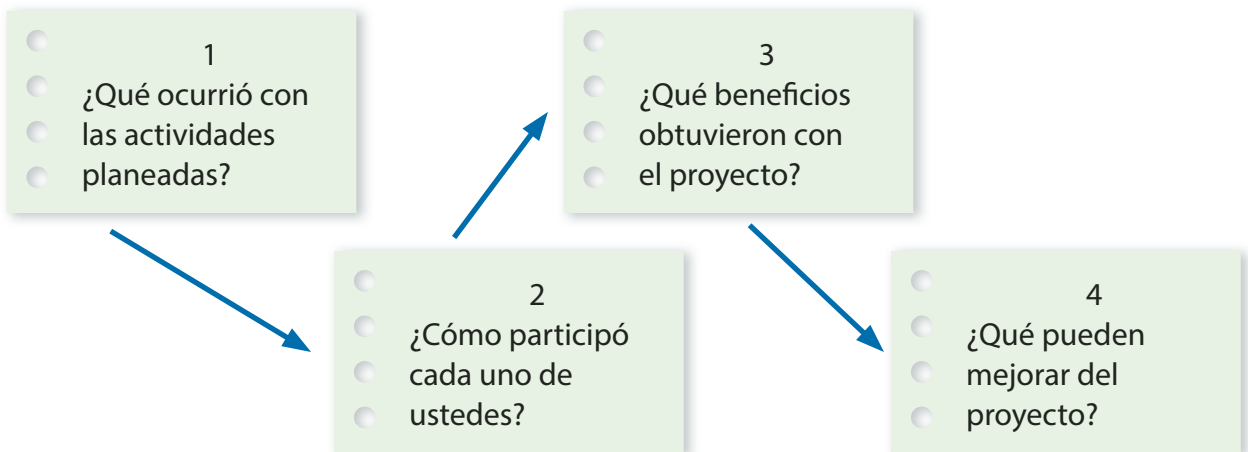 1
¿Qué ocurrió con
las actividades
planeadas?
2
¿Cómo participó
cada uno de
ustedes?
3
¿Qué beneficios
obtuvieron con
el proyecto?
4
¿Qué pueden
mejorar del
proyecto?